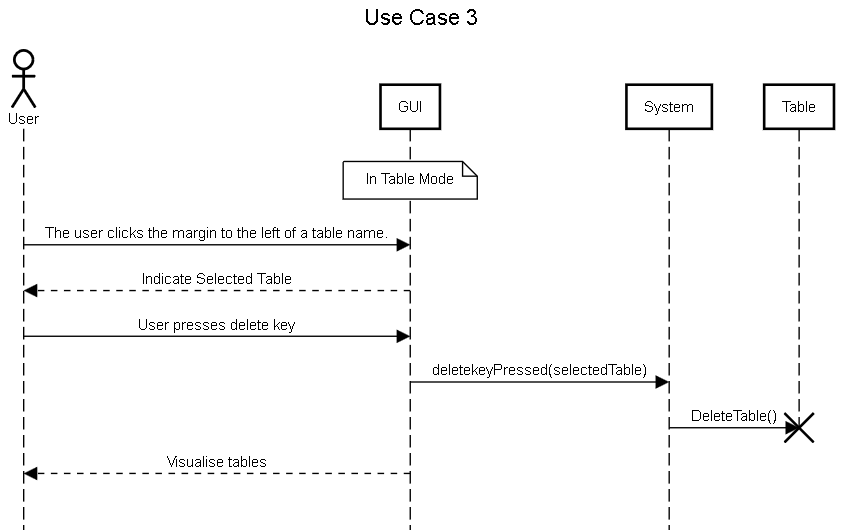 Use Case 3
User
GUI
System
Table
In Table Mode
The user clicks the margin to the left of a table name.
Indicate Selected Table
User presses delete key
deletekeyPressed(selectedTable)
DeleteTable()
Visualise tables